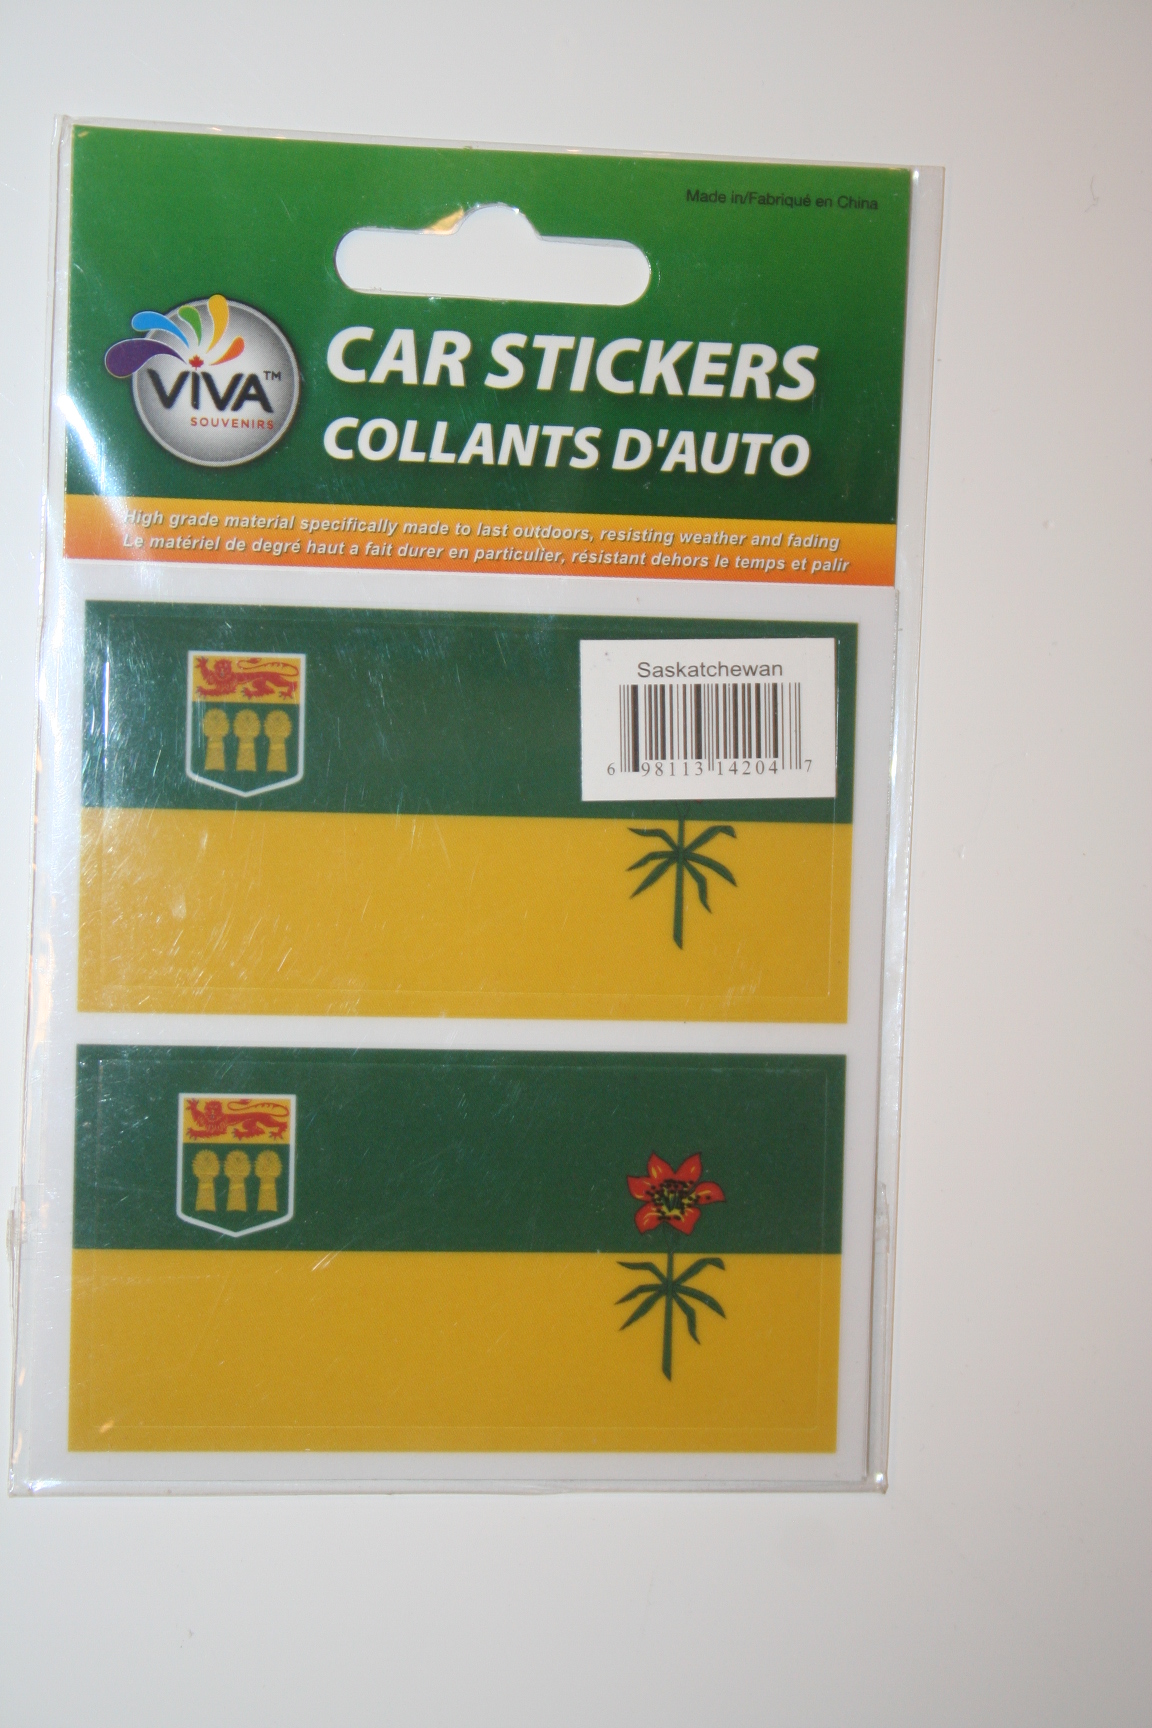 Made in/Fabriqué en China
VIVA™
SOUVENIRS
CAR STICKERS
COLLANTS D'AUTO
High grade material specifically made to last outdoors, resisting weather and fading
Le matériel de degré haut a fait durer en particulier, résistant dehors le temps et palir
Saskatchewan
6 98113 14204 7